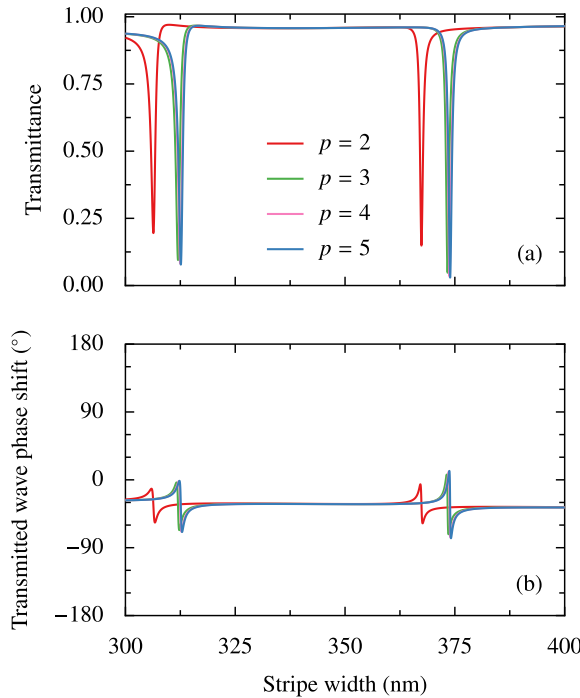 1.00
0.75
0.50
0.25
0.00
Transmittance
p = 2
p = 3
p = 4
p = 5
(a)
180
90
0
−90
−180
Transmitted wave phase shift (°)
(b)
300 325 350 375 400
Stripe width (nm)